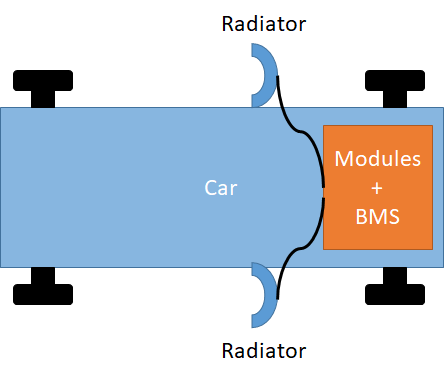 Radiator
Car
Modules
+
BMS
Radiator